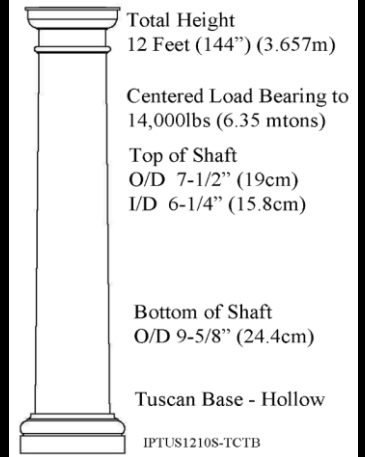 Total Height
12 Feet (144”) (3.657m)
Centered Load Bearing to
14,000lbs (6.35 mtons)
Top of Shaft
O/D 7-1/2” (19cm)
I/D 6-1/4” (15.8cm)
Bottom of Shaft
O/D 9-5/8” (24.4cm)
Tuscan Base - Hollow
IPTUS1210S-TCTB